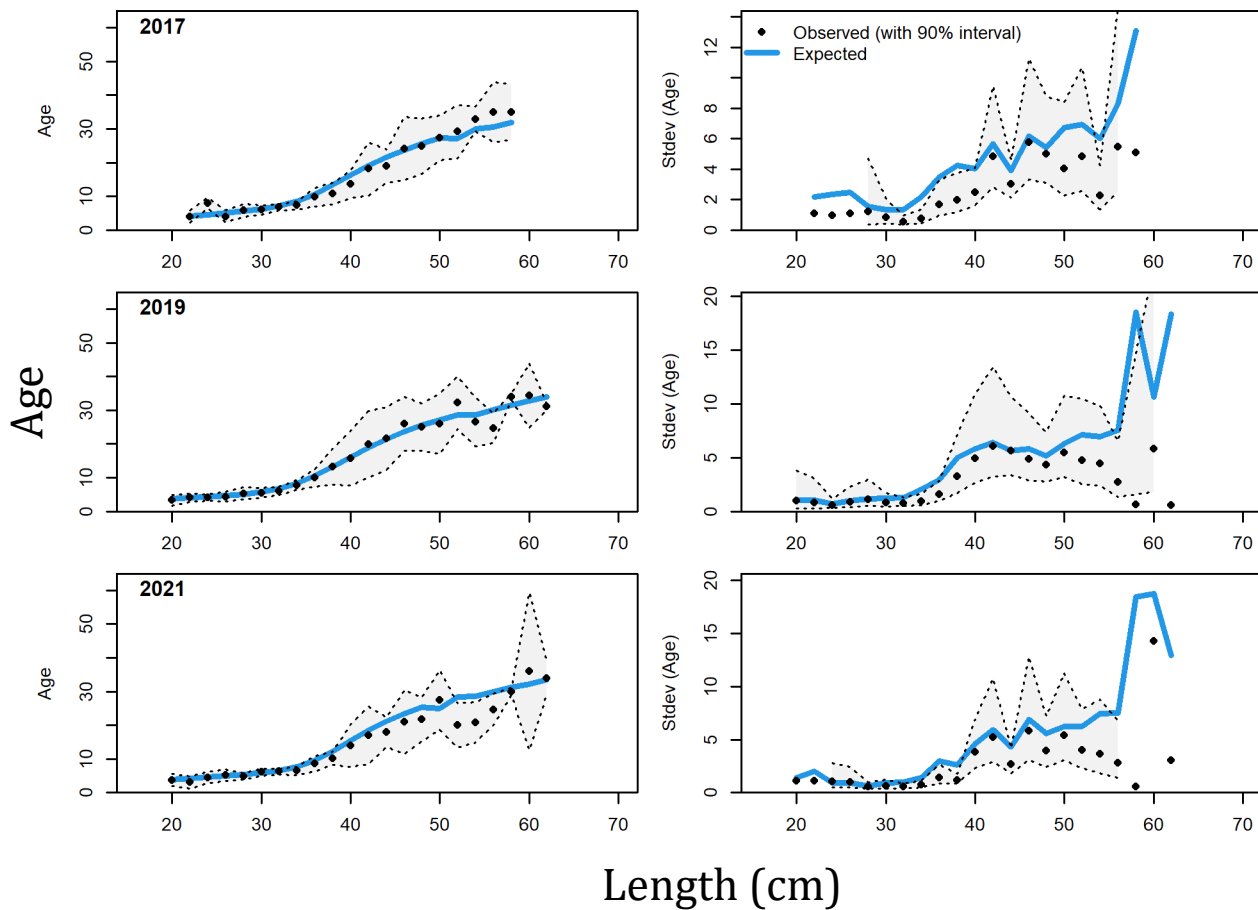 2017
Age
10 30 50
0
20 30 40 50 60 70
Observed (with 90% interval)
Expected
Stdev (Age)
0 2 4 6 8 12
20 30 40 50 60 70
2019
Age
0 10 30 50
20 30 40 50 60 70
Stdev (Age)
0 5 10 15 20
20 30 40 50 60 70
2021
Age
0 10 30 50
20 30 40 50 60 70
Stdev (Age)
0 5 10 15 20
20 30 40 50 60 70
Length (cm)